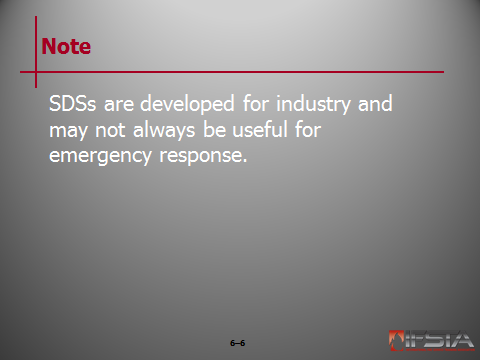 Note
SDSs are developed for industry and
may not always be useful for
emergency response.
6–6
IFSTA